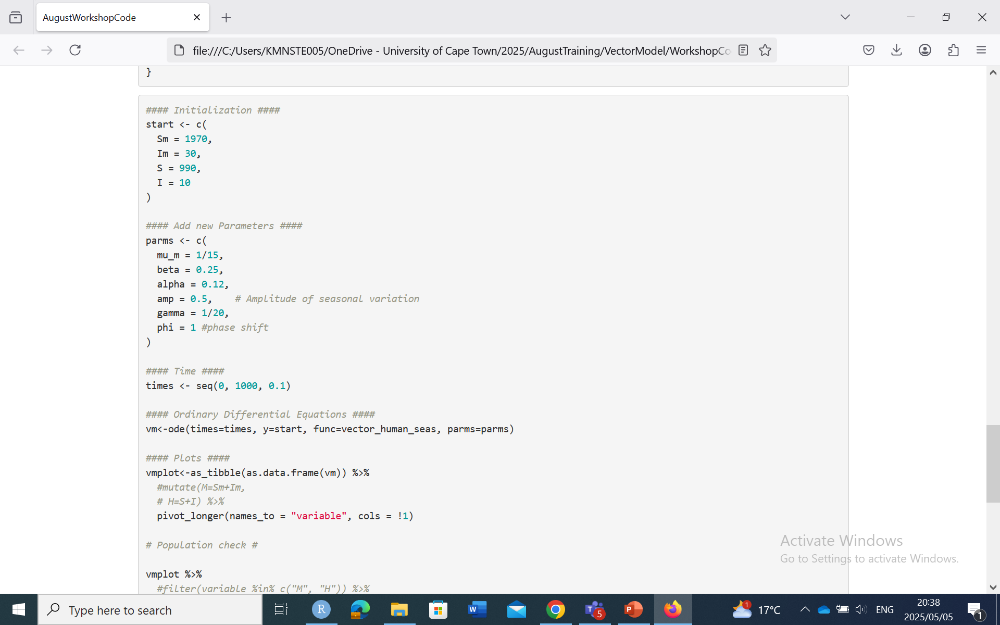 AugustWorkshopCode
file:///C:/Users/KMNSTE005/OneDrive - University of Cape Town/2025/AugustTraining/VectorModel/WorkshopCo
}
#### Initialization ####
start <- c(
  Sm = 1970,
  Im = 30,
  S = 990,
  I = 10
)
#### Add new Parameters ####
parms <- c(
  mu_m = 1/15,
  beta = 0.25,
  alpha = 0.12,
  amp = 0.5,    # Amplitude of seasonal variation
  gamma = 1/20,
  phi = 1 #phase shift
)
#### Time ####
times <- seq(0, 1000, 0.1)
#### Ordinary Differential Equations ####
vm<-ode(times=times, y=start, func=vector_human_seas, parms=parms)
#### Plots ####
vmplot<-as_tibble(as.data.frame(vm)) %>%
  #mutate(M=Sm+Im,
  # H=S+I) %>%
  pivot_longer(names_to = "variable", cols = !1)
# Population check #
vmplot %>%
  #filter(variable %in% c("M", "H")) %>%
Activate Windows
Go to Settings to activate Windows.
Type here to search
R
W
T
5
P
1
17°C
ENG
20:38
2025/05/05
1